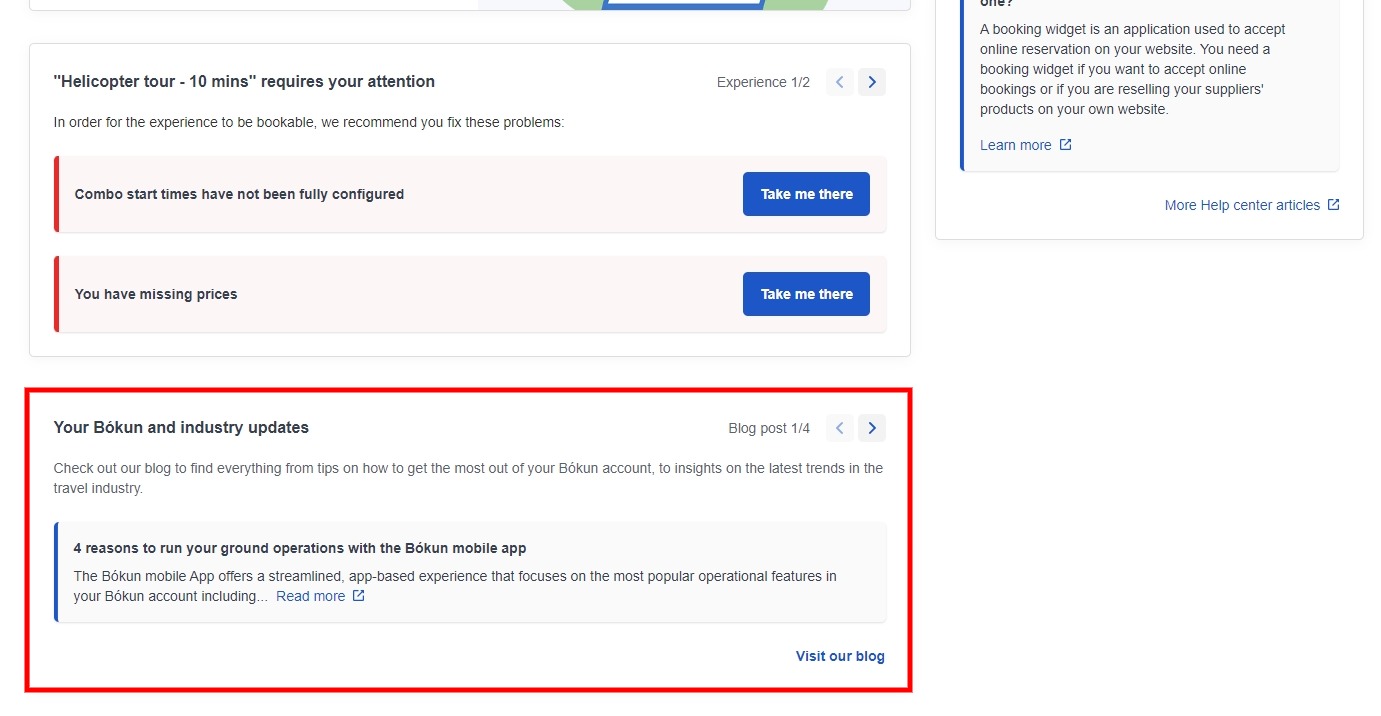 "Helicopter tour - 10 mins" requires your attention
Experience 1/2
In order for the experience to be bookable, we recommend you fix these problems:
Combo start times have not been fully configured
Take me there
You have missing prices
Take me there
Your Bókun and industry updates
Blog post 1/4
Check out our blog to find everything from tips on how to get the most out of your Bókun account, to insights on the latest trends in the
travel industry.
4 reasons to run your ground operations with the Bókun mobile app
The Bókun mobile App offers a streamlined, app-based experience that focuses on the most popular operational features in
your Bókun account including... Read more
Visit our blog
one?
A booking widget is an application used to accept
online reservation on your website. You need a
booking widget if you want to accept online
bookings or if you are reselling your suppliers'
products on your own website.
Learn more
More Help center articles